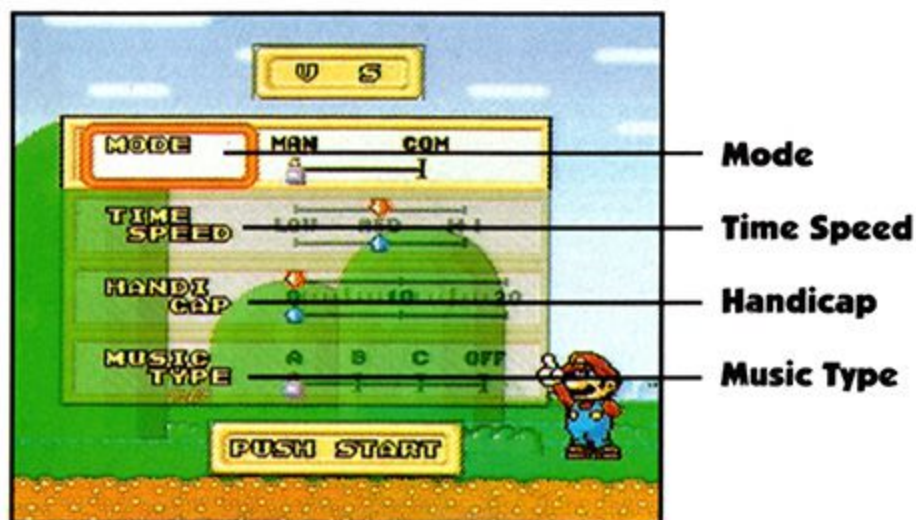 V S
MODE
MAN COM
Mode
TIME
SPEED
LOW MED HI
Time Speed
HANDI
CAP
0 10 20
Handicap
MUSIC
TYPE
A B C OFF
Music Type
PUSH START